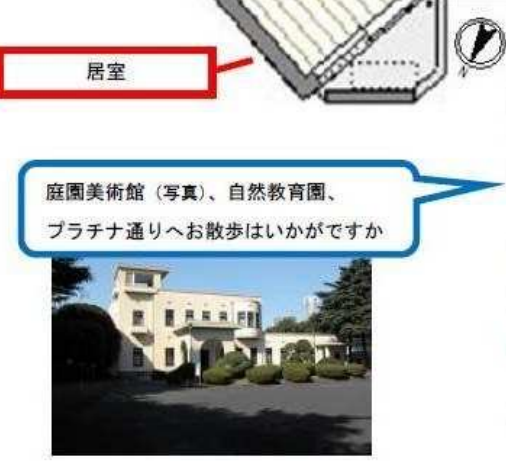 居室
N
庭園美術館（写真）、自然教育園、
プラチナ通りへお散歩はいかがですか